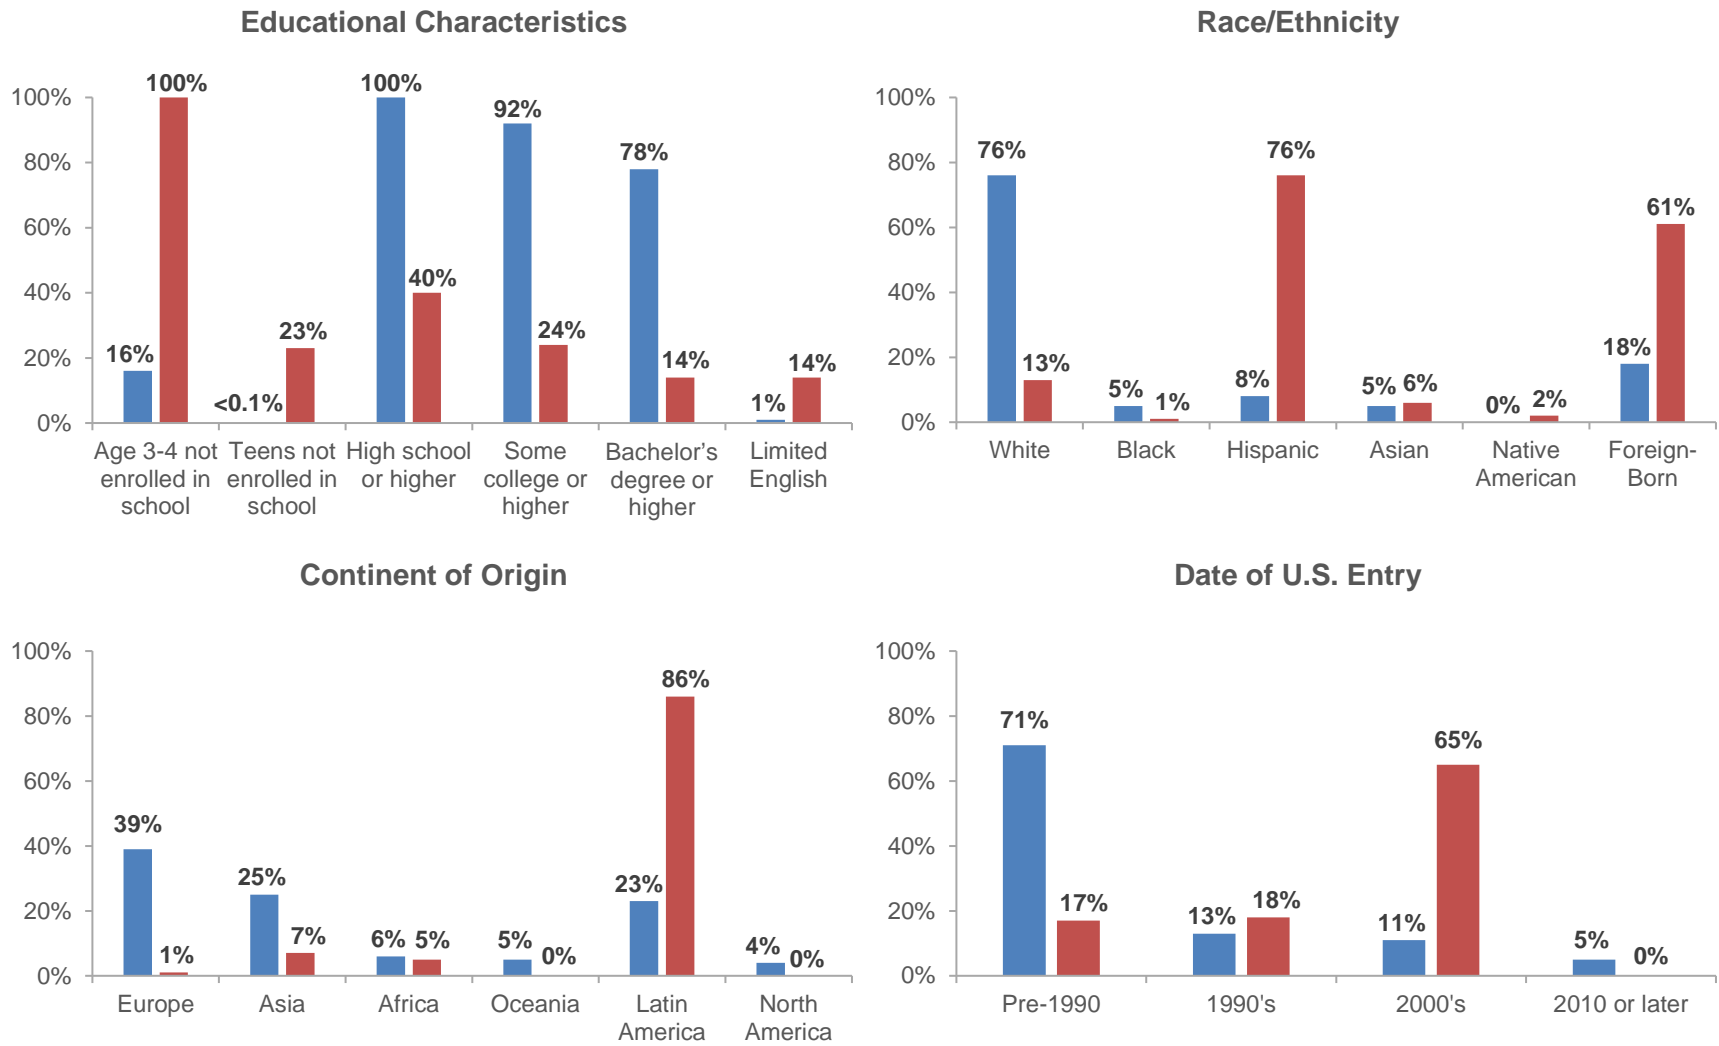 Educational Characteristics
100%
80%
60%
40%
20%
0%
16%
100%
<0.1%
23%
100%
40%
92%
24%
78%
14%
1%
14%
Age 3-4 not
enrolled in
school
Teens not
enrolled in
school
High school
or higher
Some
college or
higher
Bachelor’s
degree or
higher
Limited
English
Race/Ethnicity
100%
80%
60%
40%
20%
0%
76%
13%
5%
1%
8%
76%
5%
6%
0%
2%
18%
61%
White
Black
Hispanic
Asian
Native
American
Foreign-
Born
Continent of Origin
100%
80%
60%
40%
20%
0%
39%
1%
25%
7%
6%
5%
5%
0%
23%
86%
4%
0%
Europe
Asia
Africa
Oceania
Latin
America
North
America
Date of U.S. Entry
100%
80%
60%
40%
20%
0%
71%
17%
13%
18%
11%
65%
5%
0%
Pre-1990
1990's
2000's
2010 or later